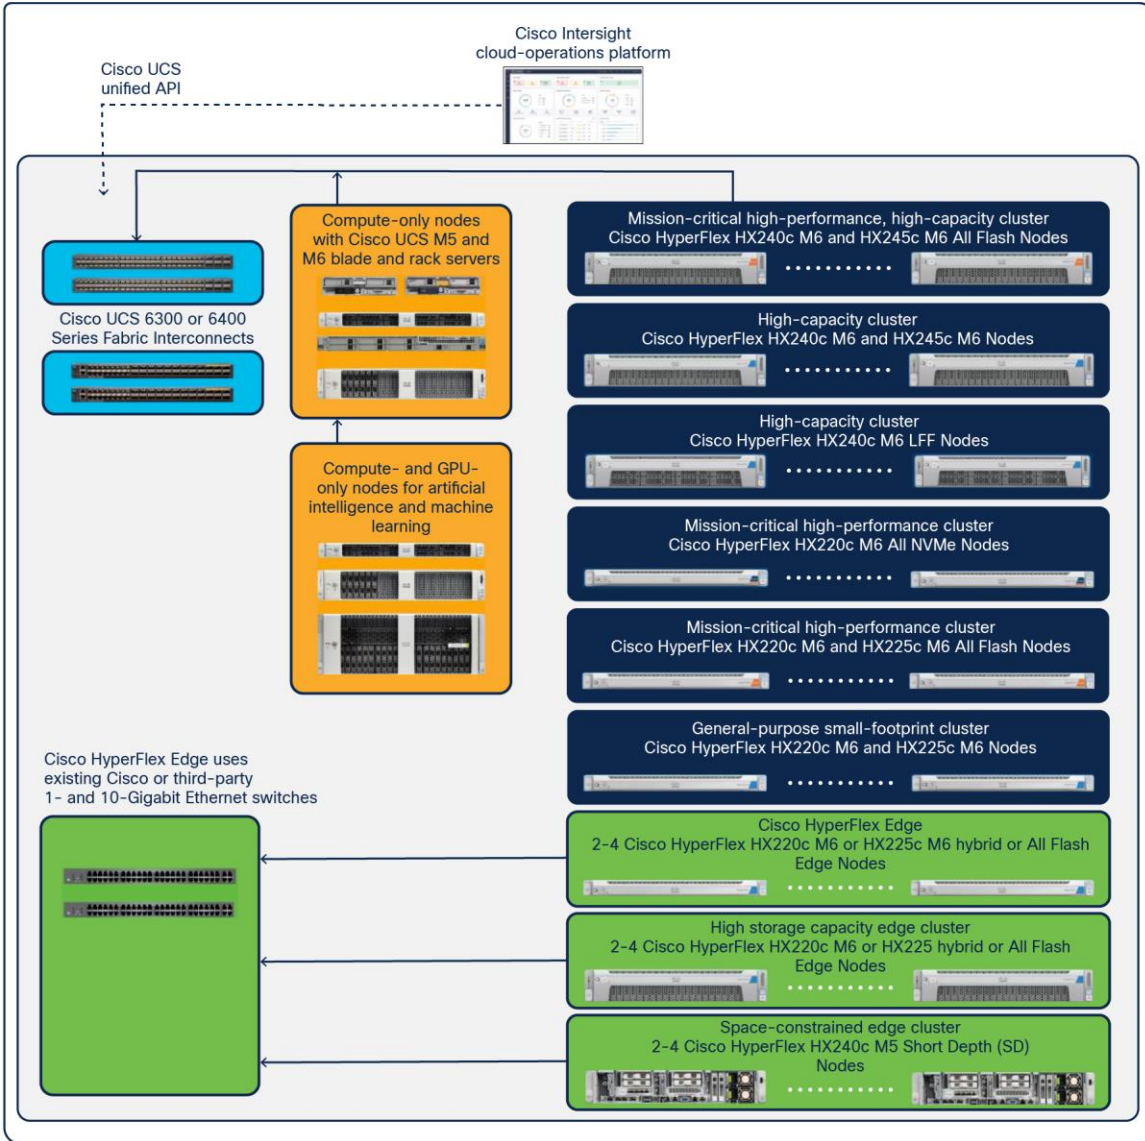 Cisco Intersight
cloud-operations platform
Cisco UCS
unified API
Cisco UCS 6300 or 6400
Series Fabric Interconnects
Compute-only nodes
with Cisco UCS M5 and
M6 blade and rack servers
Compute- and GPU-
only nodes for artificial
intelligence and machine
learning
Mission-critical high-performance, high-capacity cluster
Cisco HyperFlex HX240c M6 and HX245c M6 All Flash Nodes
High-capacity cluster
Cisco HyperFlex HX240c M6 and HX245c M6 Nodes
High-capacity cluster
Cisco HyperFlex HX240c M6 LFF Nodes
Mission-critical high-performance cluster
Cisco HyperFlex HX220c M6 All NVMe Nodes
Mission-critical high-performance cluster
Cisco HyperFlex HX220c M6 and HX225c M6 All Flash Nodes
General-purpose small-footprint cluster
Cisco HyperFlex HX220c M6 and HX225c M6 Nodes
Cisco HyperFlex Edge uses
existing Cisco or third-party
1- and 10-Gigabit Ethernet switches
Cisco HyperFlex Edge
2-4 Cisco HyperFlex HX220c M6 or HX225c M6 hybrid or All Flash
Edge Nodes
High storage capacity edge cluster
2-4 Cisco HyperFlex HX220c M6 or HX225 hybrid or All Flash
Edge Nodes
Space-constrained edge cluster
2-4 Cisco HyperFlex HX240c M5 Short Depth (SD)
Nodes